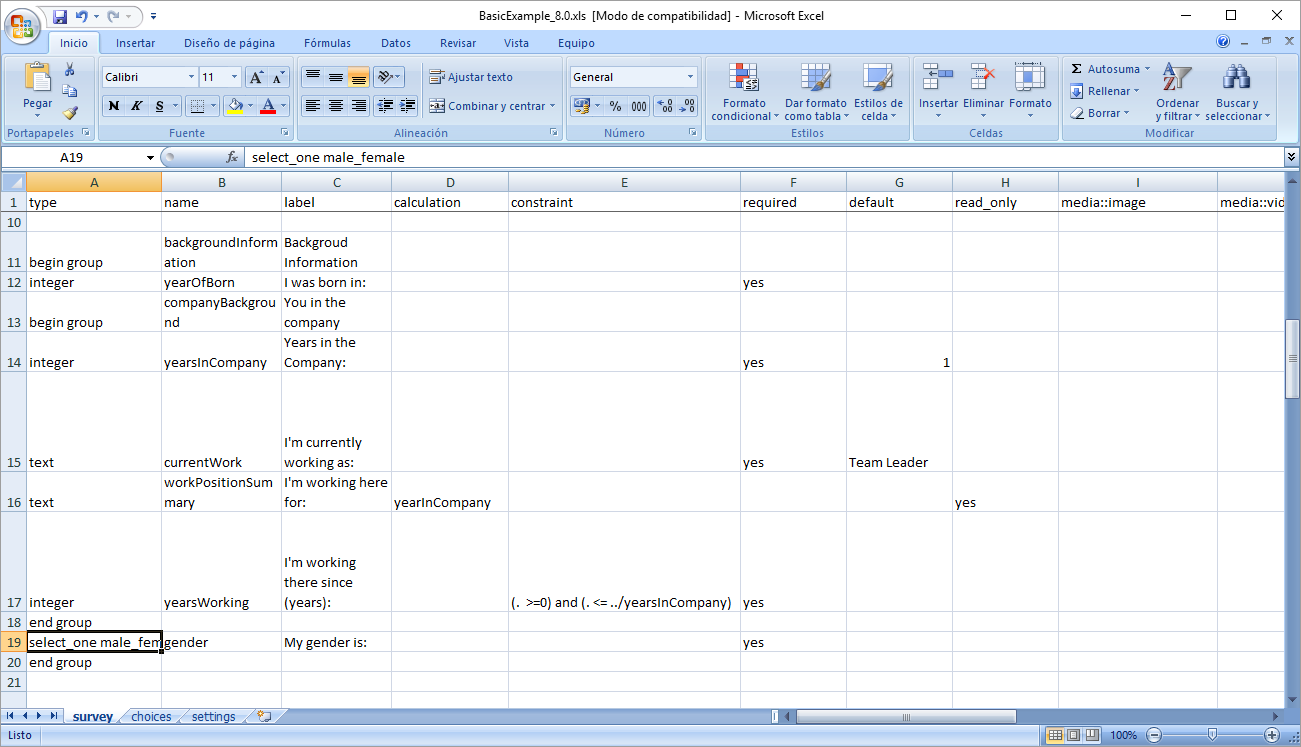 BasicExample_8.0.xls [Modo de compatibilidad] - Microsoft Excel
Inicio Insertar Diseño de página Fórmulas Datos Revisar Vista Equipo
Pegar
Portapapeles
Calibri 11
N K S
Fuente
Ajustar texto
Combinar y centrar
Alineación
General
% 000
Número
Formato condicional
Dar formato como tabla
Estilos de celda
Estilos
Insertar Eliminar Formato
Celdas
Σ Autosuma
Rellenar
Borrar
Ordenar y filtrar
Buscar y seleccionar
Modificar
A19 fx select_one male_female
A B C D E F G H I
1 type name label calculation constraint required default read_only media::image media::vid
10
11 begin group backgroundInformation Backgroud Information
12 integer yearOfBorn I was born in: yes
13 begin group companyBackground You in the company
14 integer yearsInCompany Years in the Company: yes 1
15 text currentWork I'm currently working as: yes Team Leader
16 text workPositionSummary I'm working here for: yearInCompany yes
17 integer yearsWorking I'm working there since (years): (. >=0) and (. <= ../yearsInCompany) yes
18 end group
19 select_one male_fem gender My gender is: yes
20 end group
21
survey choices settings
Listo 100%